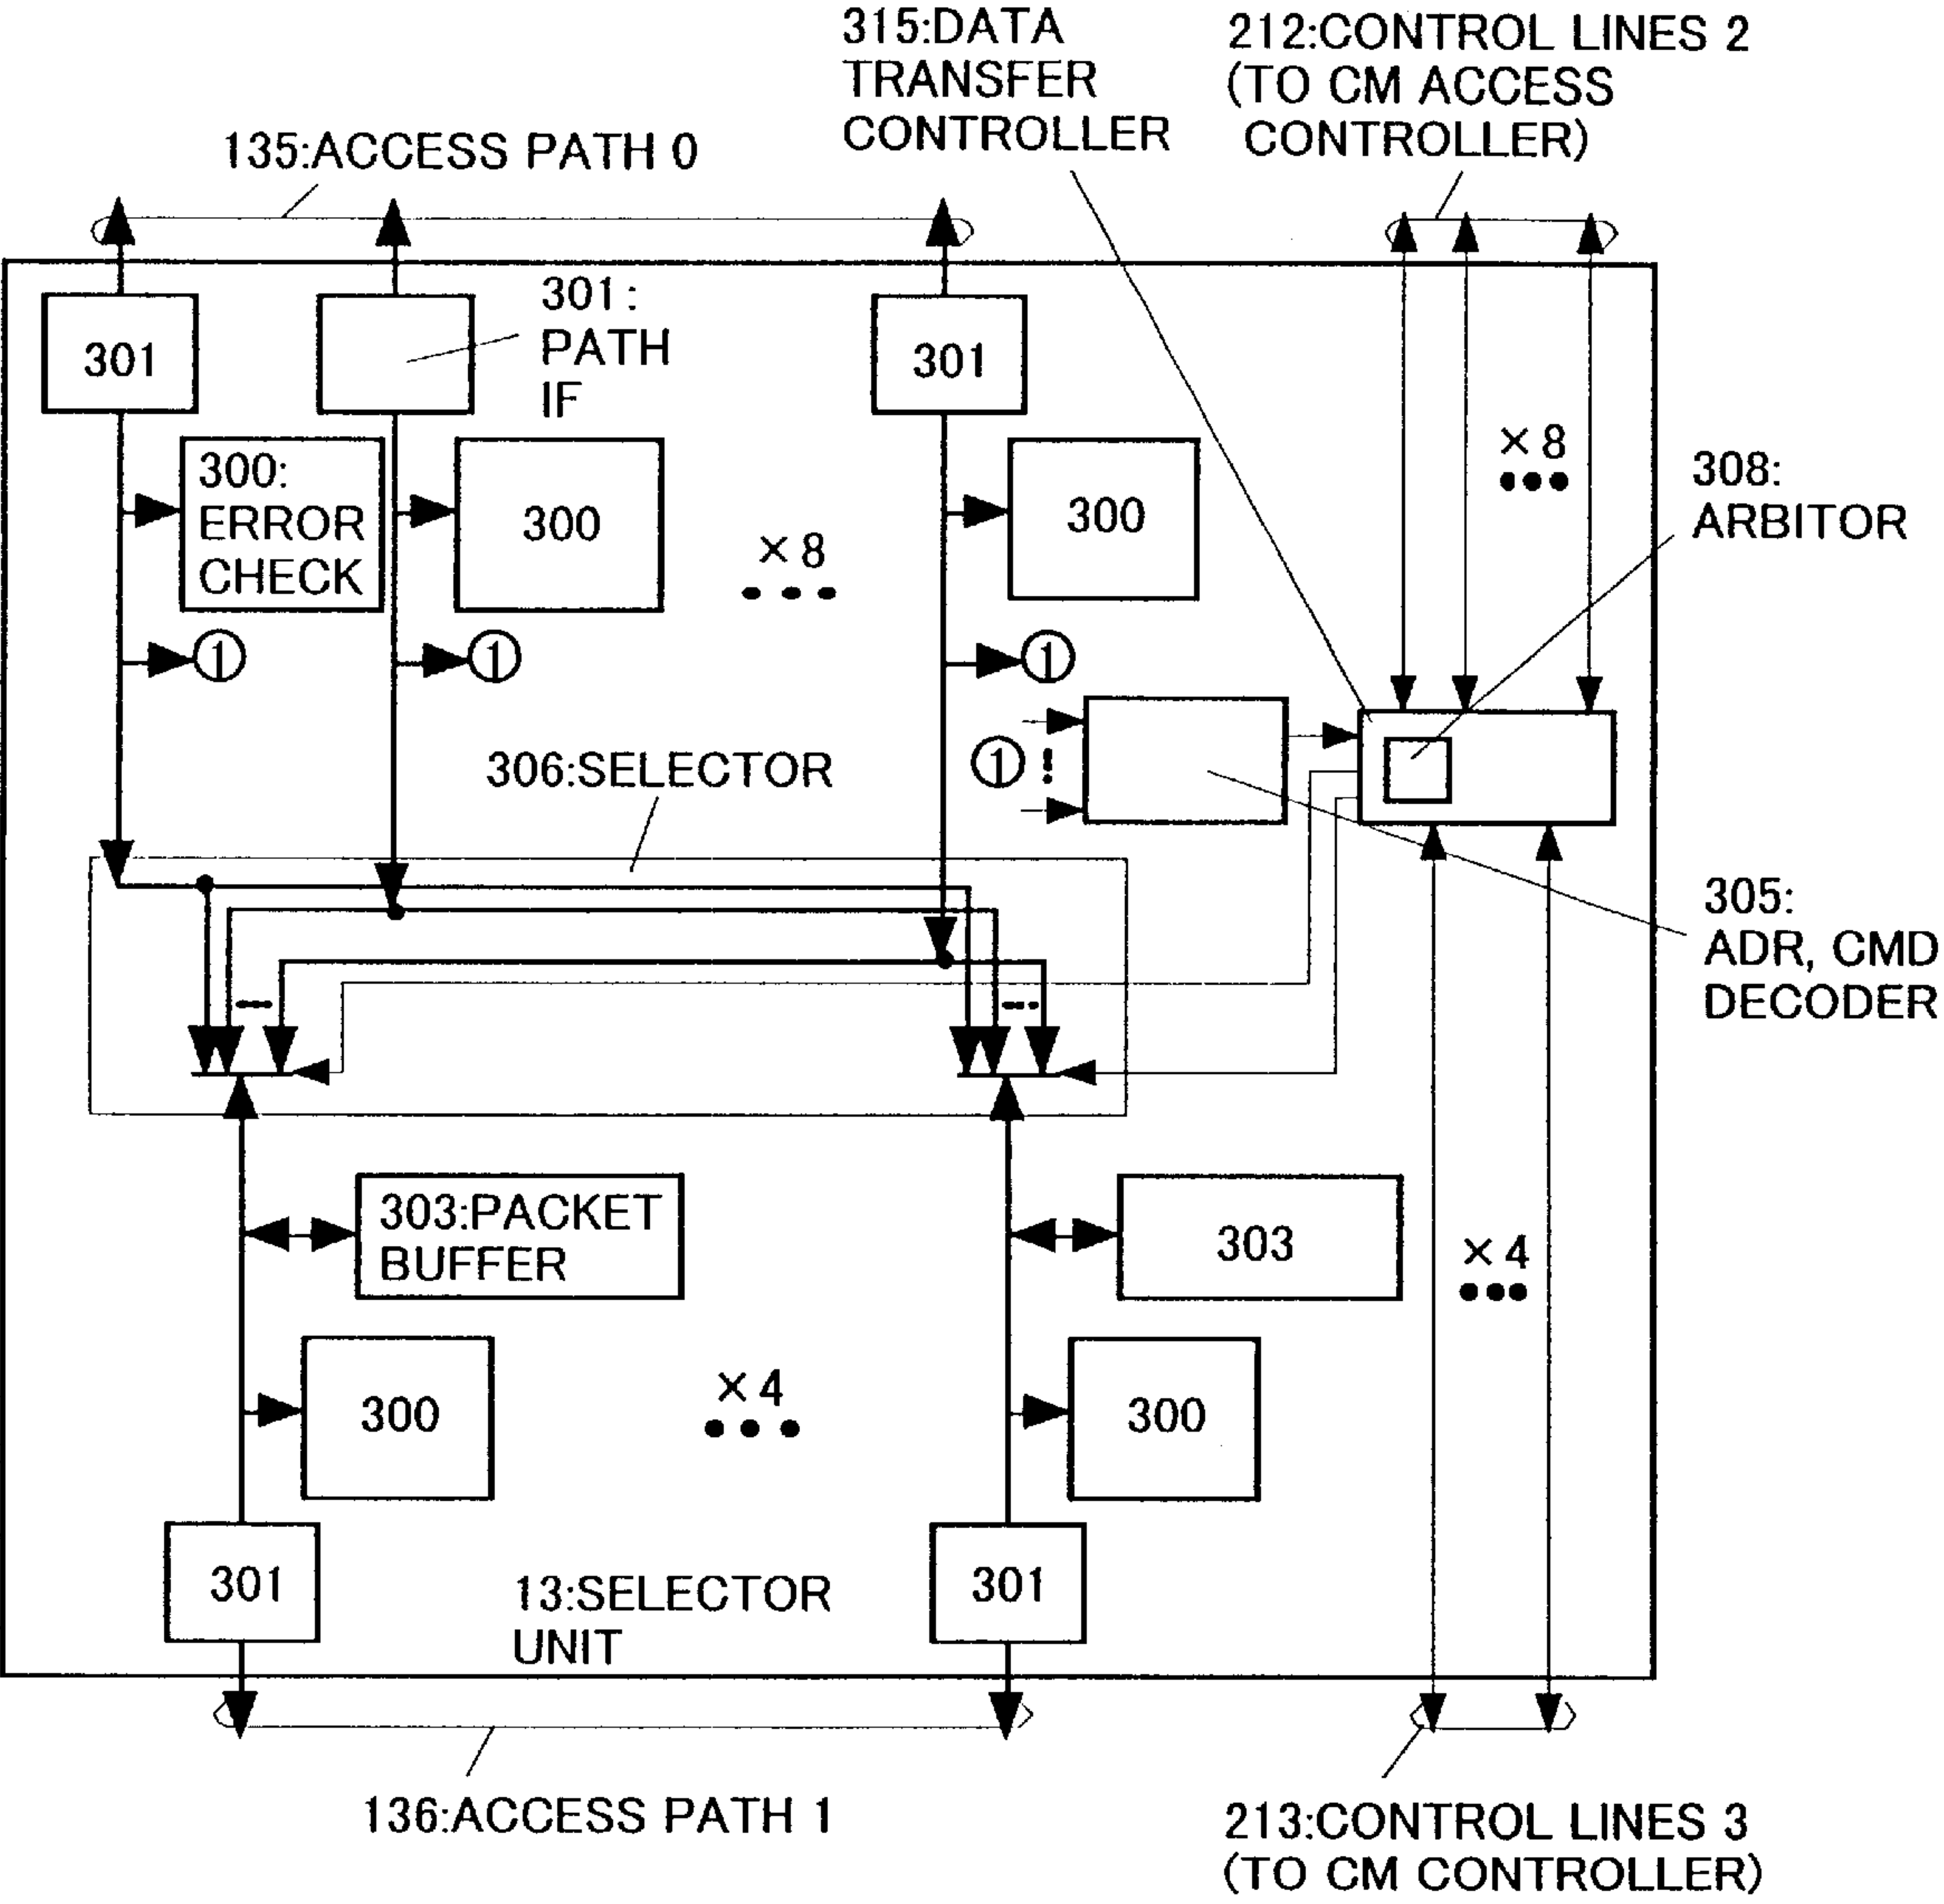 315:DATA
TRANSFER
CONTROLLER
212:CONTROL LINES 2
(TO CM ACCESS
CONTROLLER)
135:ACCESS PATH 0
301
301:
PATH
IF
301
300:
ERROR
CHECK
300
×8
300
×8
308:
ARBITOR
①
①
①
306:SELECTOR
①
305:
ADR, CMD
DECODER
303:PACKET
BUFFER
303
×4
300
×4
300
301
13:SELECTOR
UNIT
301
136:ACCESS PATH 1
213:CONTROL LINES 3
(TO CM CONTROLLER)